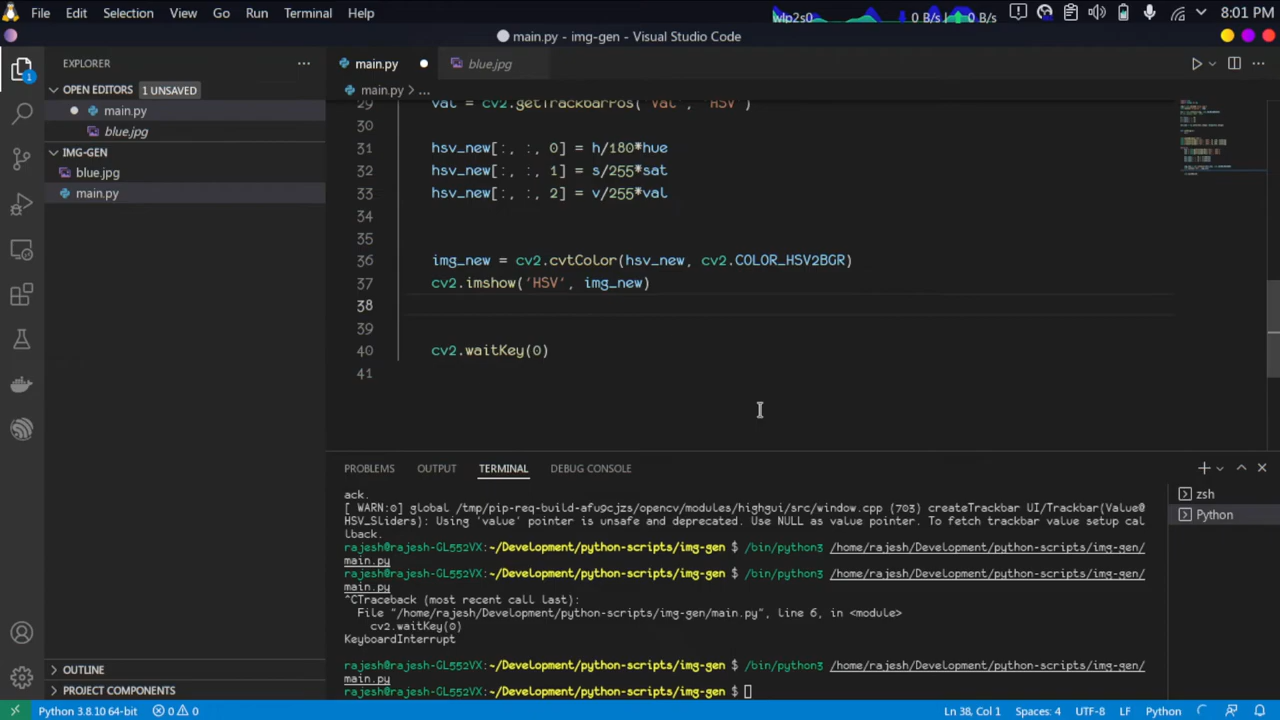 File Edit Selection View Go Run Terminal Help
wlp2s0 0 B/s 0 B/s 8:01 PM
main.py - img-gen - Visual Studio Code
EXPLORER
main.py
blue.jpg
1
OPEN EDITORS 1 UNSAVED
main.py
blue.jpg
IMG-GEN
blue.jpg
main.py
OUTLINE
PROJECT COMPONENTS
main.py › ...
29 val = cv2.getTrackbarPos('Val', 'HSV')
30
31 hsv_new[:, :, 0] = h/180*hue
32 hsv_new[:, :, 1] = s/255*sat
33 hsv_new[:, :, 2] = v/255*val
34
35
36 img_new = cv2.cvtColor(hsv_new, cv2.COLOR_HSV2BGR)
37 cv2.imshow('HSV', img_new)
38
39
40 cv2.waitKey(0)
41
PROBLEMS OUTPUT TERMINAL DEBUG CONSOLE
ack.
[ WARN:0] global /tmp/pip-req-build-afu9cjzs/opencv/modules/highgui/src/window.cpp (703) createTrackbar UI/Trackbar(Value@
HSV_Sliders): Using 'value' pointer is unsafe and deprecated. Use NULL as value pointer. To fetch trackbar value setup cal
lback.
rajesh@rajesh-GL552VX:~/Development/python-scripts/img-gen $ /bin/python3 /home/rajesh/Development/python-scripts/img-gen/
main.py
rajesh@rajesh-GL552VX:~/Development/python-scripts/img-gen $ /bin/python3 /home/rajesh/Development/python-scripts/img-gen/
main.py
^CTraceback (most recent call last):
File "/home/rajesh/Development/python-scripts/img-gen/main.py", line 6, in <module>
cv2.waitKey(0)
KeyboardInterrupt
rajesh@rajesh-GL552VX:~/Development/python-scripts/img-gen $ /bin/python3 /home/rajesh/Development/python-scripts/img-gen/
main.py
rajesh@rajesh-GL552VX:~/Development/python-scripts/img-gen $
zsh
Python
Python 3.8.10 64-bit 0 0 Ln 38, Col 1 Spaces: 4 UTF-8 LF Python